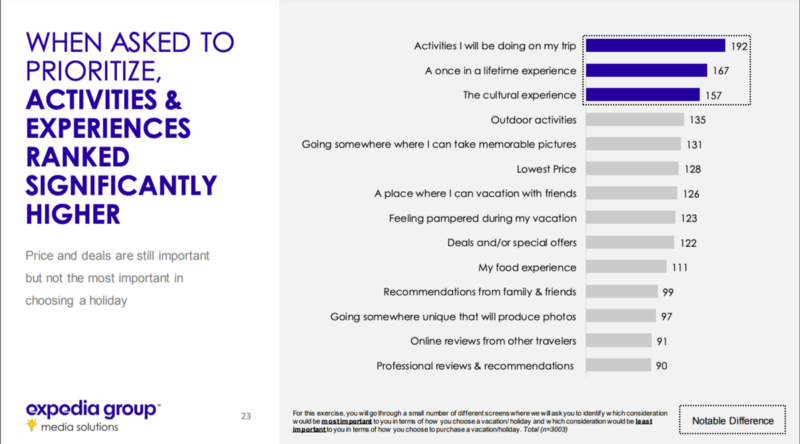 WHEN ASKED TO
PRIORITIZE,
ACTIVITIES &
EXPERIENCES
RANKED
SIGNIFICANTLY
HIGHER
Price and deals are still important
but not the most important in
choosing a holiday
expedia group™
media solutions
23
Activities I will be doing on my trip 192
A once in a lifetime experience 167
The cultural experience 157
Outdoor activities 135
Going somewhere where I can take memorable pictures 131
Lowest Price 128
A place where I can vacation with friends 126
Feeling pampered during my vacation 123
Deals and/or special offers 122
My food experience 111
Recommendations from family & friends 99
Going somewhere unique that will produce photos 97
Online reviews from other travelers 91
Professional reviews & recommendations 90
For this exercise, you will go through a small number of different screens where we will ask you to identify which consideration
would be most important to you in terms of how you choose a vacation/ holiday and which consideration would be least
important to you in terms of how you choose to purchase a vacation/holiday. Total (n=3003)
Notable Difference